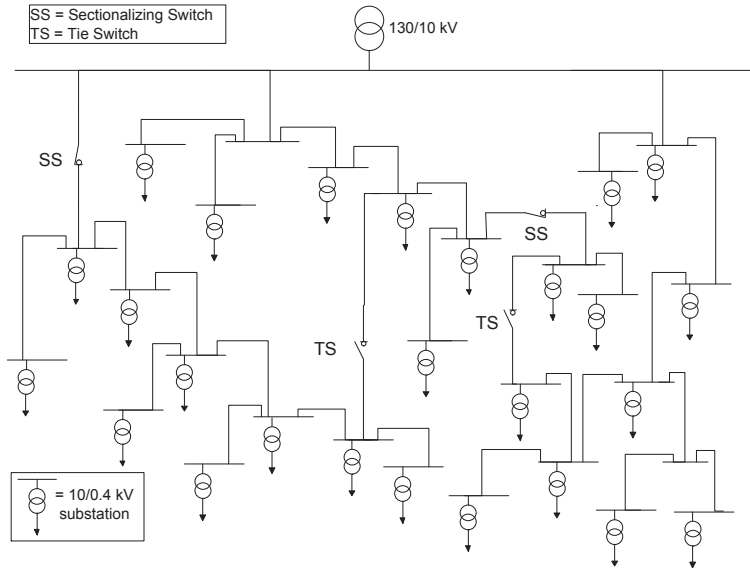 SS = Sectionalizing Switch
TS = Tie Switch
130/10 kV
SS
SS
TS
TS
= 10/0.4 kV
substation